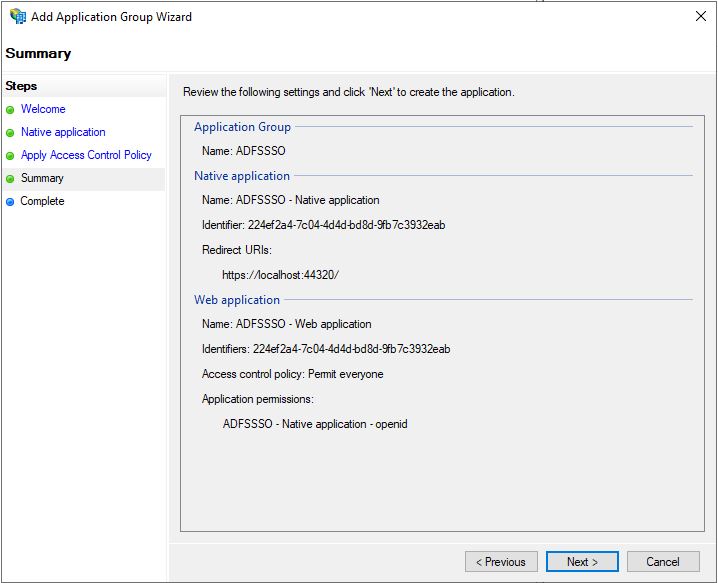 Add Application Group Wizard
Summary
Steps
Welcome
Native application
Apply Access Control Policy
Summary
Complete
Review the following settings and click 'Next' to create the application.
Application Group
Name: ADFSSSO
Native application
Name: ADFSSSO - Native application
Identifier: 224ef2a4-7c04-4d4d-bd8d-9fb7c3932eab
Redirect URIs:
https://localhost:44320/
Web application
Name: ADFSSSO - Web application
Identifiers: 224ef2a4-7c04-4d4d-bd8d-9fb7c3932eab
Access control policy: Permit everyone
Application permissions:
ADFSSSO - Native application - openid
< Previous
Next >
Cancel